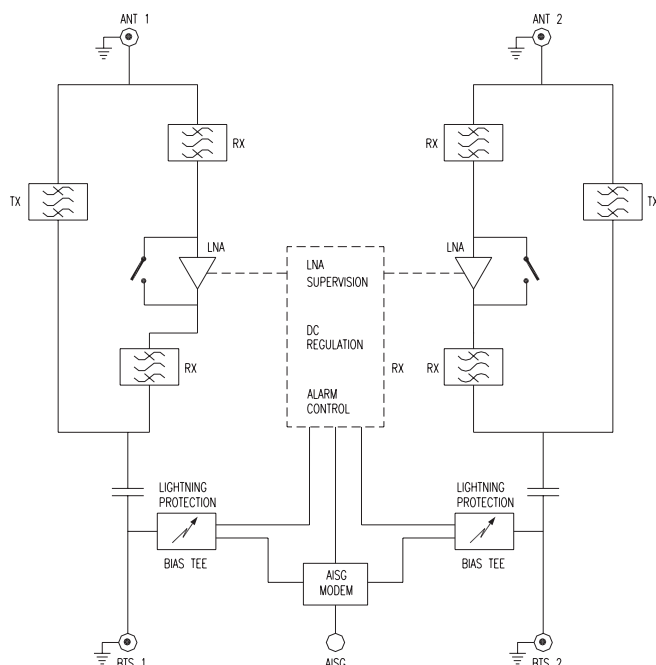 ANT 1
ANT 2
RX
RX
TX
TX
LNA
LNA
LNA
SUPERVISION
DC
REGULATION
RX
RX
RX
ALARM
CONTROL
LIGHTNING
PROTECTION
LIGHTNING
PROTECTION
BIAS TEE
BIAS TEE
AISG
MODEM
BTS 1
AISG
BTS 2